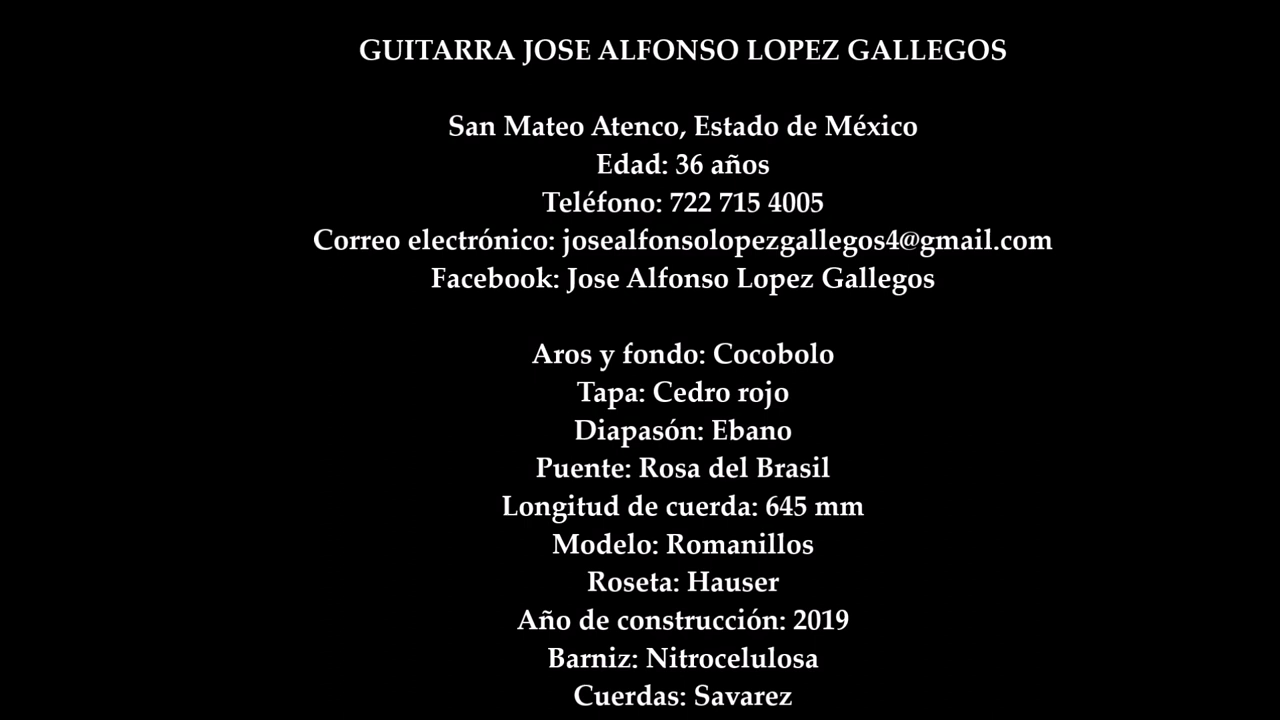 GUITARRA JOSE ALFONSO LOPEZ GALLEGOS
San Mateo Atenco, Estado de México
Edad: 36 años
Teléfono: 722 715 4005
Correo electrónico: josealfonsolopezgallegos4@gmail.com
Facebook: Jose Alfonso Lopez Gallegos
Aros y fondo: Cocobolo
Tapa: Cedro rojo
Diapasón: Ebano
Puente: Rosa del Brasil
Longitud de cuerda: 645 mm
Modelo: Romanillos
Roseta: Hauser
Año de construcción: 2019
Barniz: Nitrocelulosa
Cuerdas: Savarez